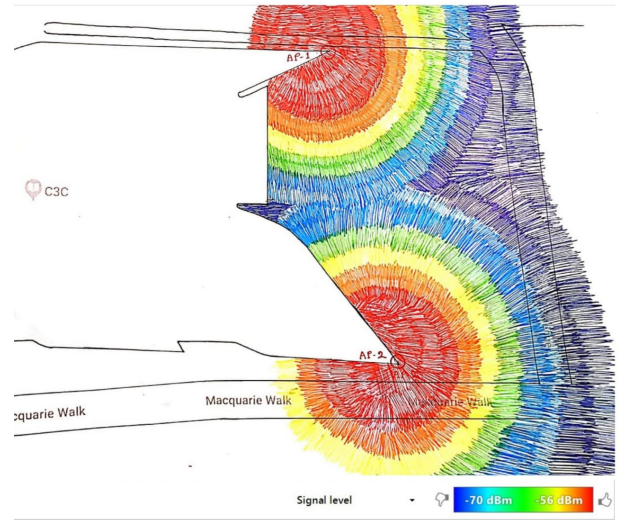 AP-1
C3C
AP-2
Macquarie Walk
Macquarie Walk
cquarie Walk
Signal level
-70 dBm
-56 dBm